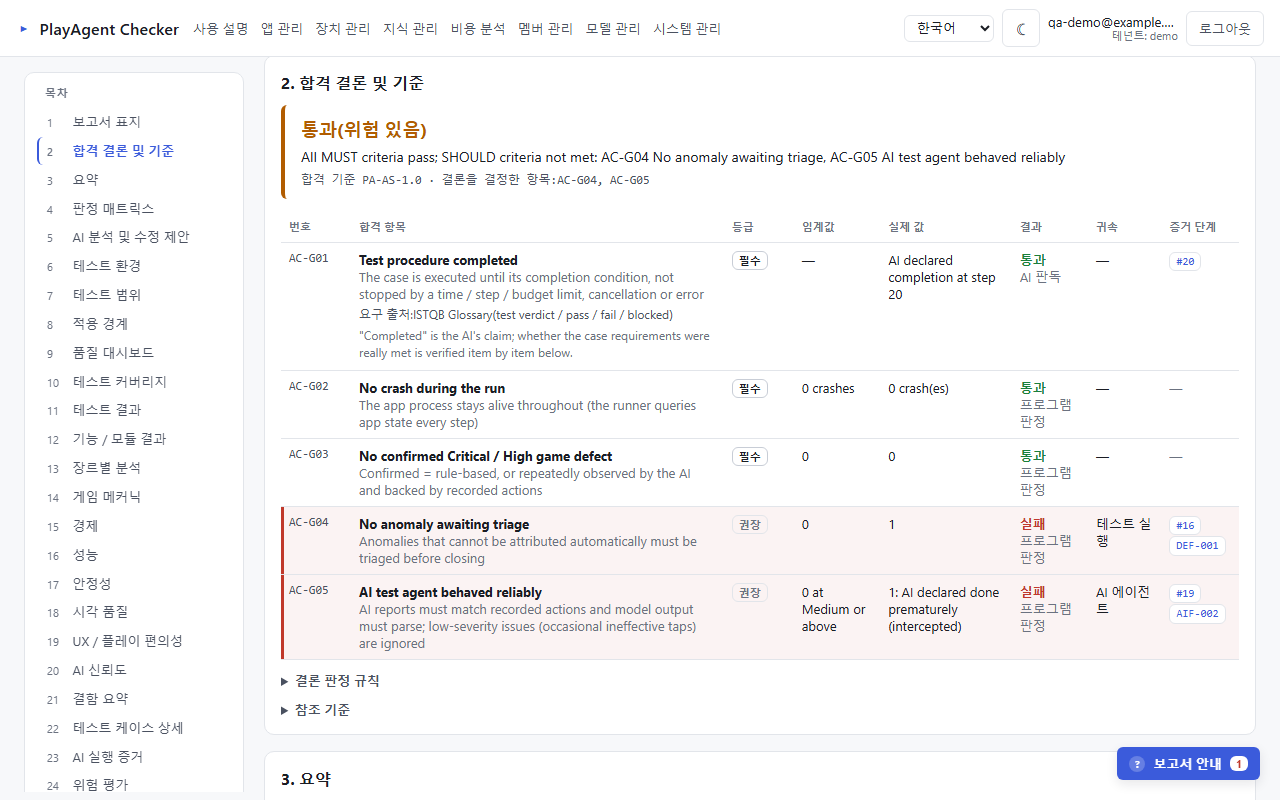 PlayAgent Checker 사용 설명 앱 관리 장치 관리 지식 관리 비용 분석 멤버 관리 모델 관리 시스템 관리 한국어 qa-demo@example.... 로그아웃
테넌트: demo
목차
1 보고서 표지
2 합격 결론 및 기준
3 요약
4 판정 매트릭스
5 AI 분석 및 수정 제안
6 테스트 환경
7 테스트 범위
8 적용 경계
9 품질 대시보드
10 테스트 커버리지
11 테스트 결과
12 기능 / 모듈 결과
13 장르별 분석
14 게임 메커닉
15 경제
16 성능
17 안정성
18 시각 품질
19 UX / 플레이 편의성
20 AI 신뢰도
21 결함 요약
22 테스트 케이스 상세
23 AI 실행 증거
24 위험 평가
2. 합격 결론 및 기준
통과(위험 있음)
All MUST criteria pass; SHOULD criteria not met: AC-G04 No anomaly awaiting triage, AC-G05 AI test agent behaved reliably
합격 기준 PA-AS-1.0 · 결론을 결정한 항목:AC-G04, AC-G05
번호 합격 항목 등급 임계값 실제 값 결과 귀속 증거 단계
AC-G01 Test procedure completed 필수 — AI declared 통과 — #20
The case is executed until its completion condition, not completion at step AI 판독
stopped by a time / step / budget limit, cancellation or error 20
요구 출처:ISTQB Glossary(test verdict / pass / fail / blocked)
"Completed" is the AI's claim; whether the case requirements were
really met is verified item by item below.
AC-G02 No crash during the run 필수 0 crashes 0 crash(es) 통과 — —
The app process stays alive throughout (the runner queries 프로그램
app state every step) 판정
AC-G03 No confirmed Critical / High game defect 필수 0 0 통과 — —
Confirmed = rule-based, or repeatedly observed by the AI 프로그램
and backed by recorded actions 판정
AC-G04 No anomaly awaiting triage 권장 0 1 실패 테스트 실 #16
Anomalies that cannot be attributed automatically must be 프로그램 행 DEF-001
triaged before closing 판정
AC-G05 AI test agent behaved reliably 권장 0 at 1: AI declared done 실패 AI 에이전 #19
AI reports must match recorded actions and model output Medium or prematurely 프로그램 트 AIF-002
must parse; low-severity issues (occasional ineffective taps) above (intercepted) 판정
are ignored
결론 판정 규칙
참조 기준
3. 요약
? 보고서 안내 1